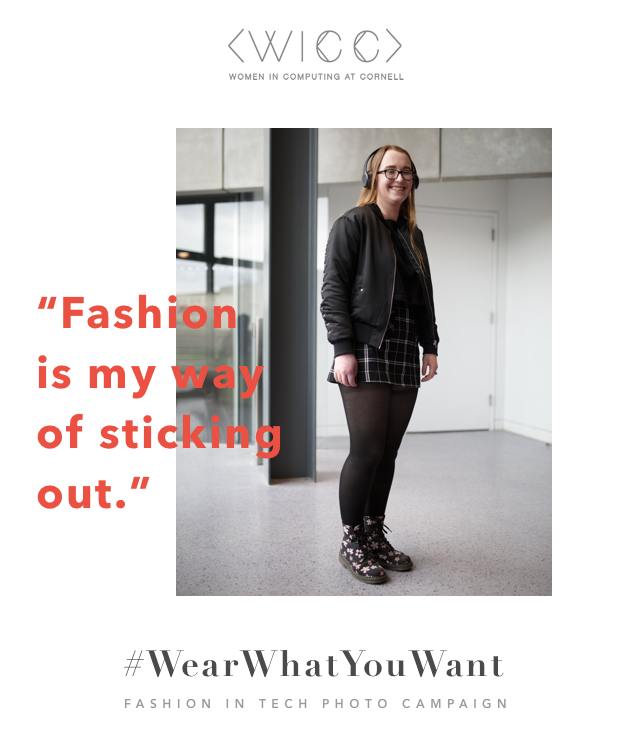 <WICC>
WOMEN IN COMPUTING AT CORNELL
“Fashion
is my way
of sticking
out.”
#WearWhatYouWant
FASHION IN TECH PHOTO CAMPAIGN